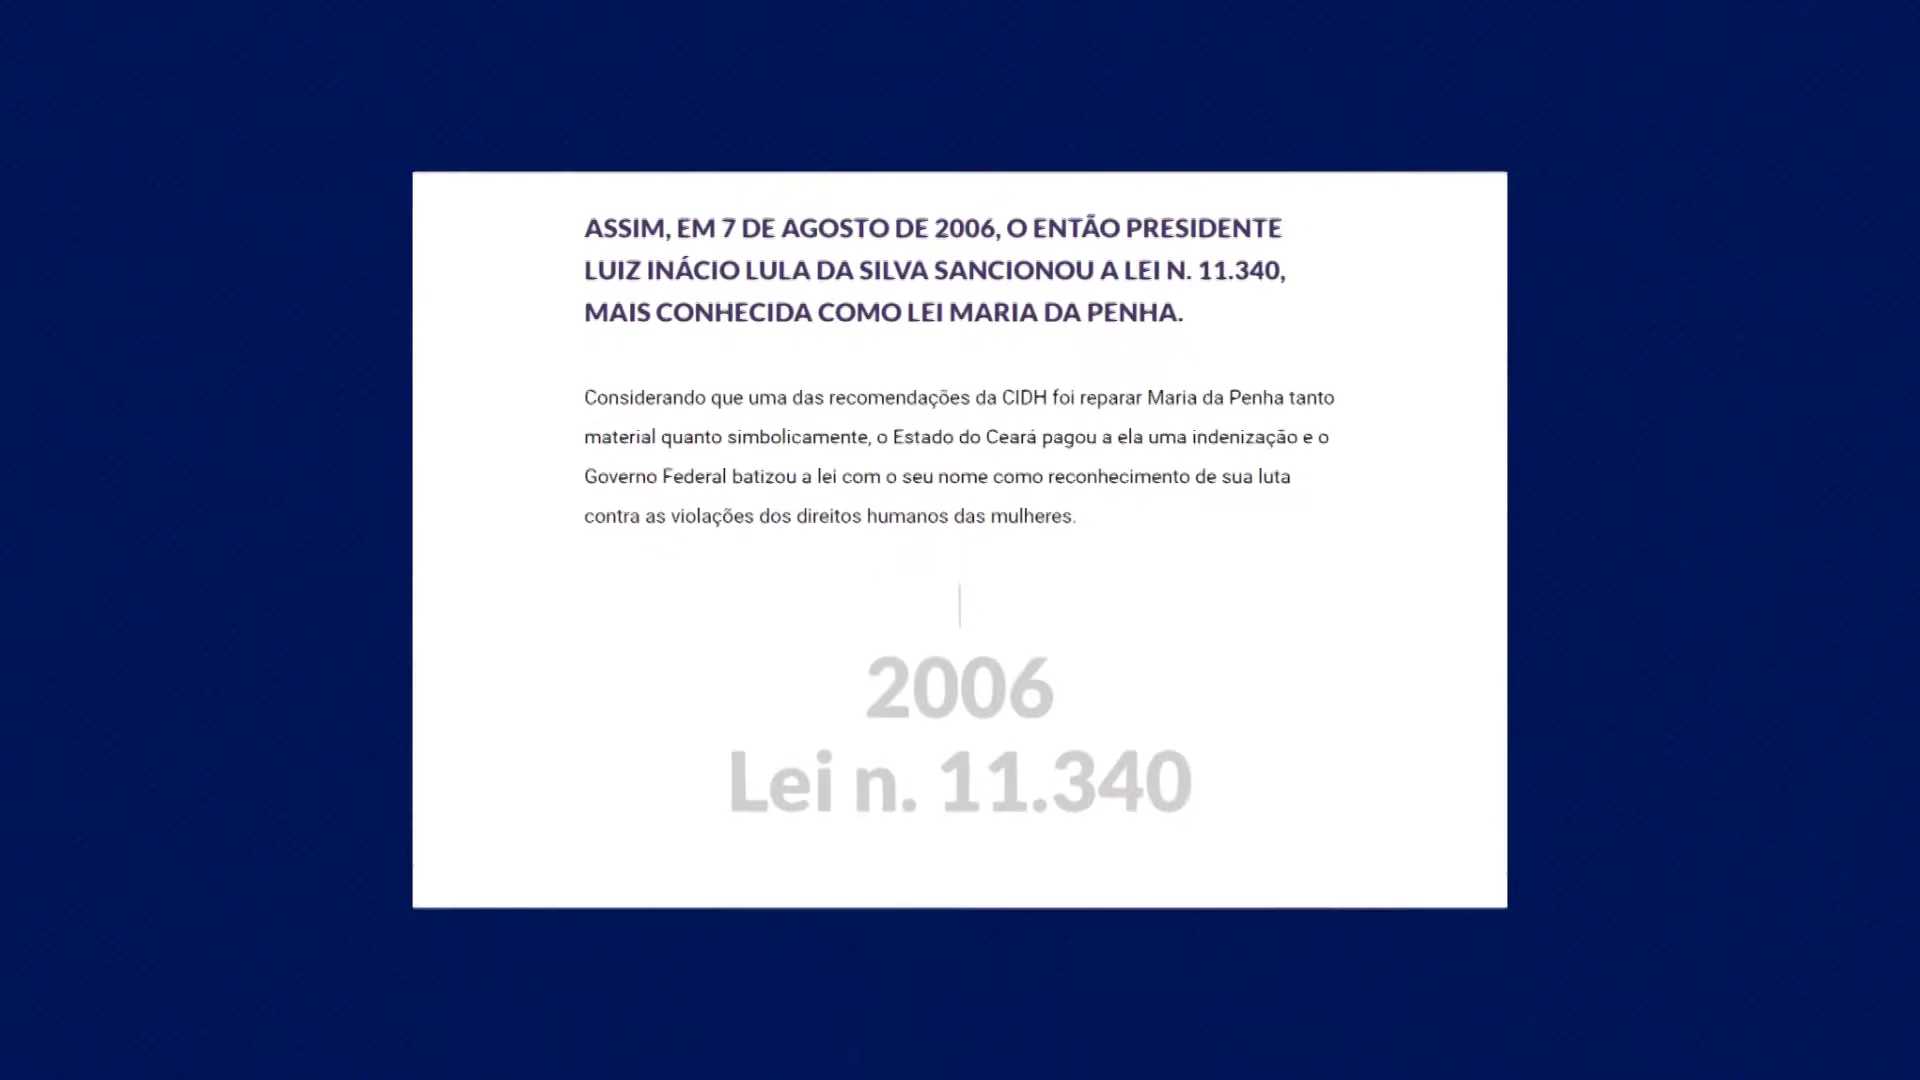 ASSIM, EM 7 DE AGOSTO DE 2006, O ENTÃO PRESIDENTE
LUIZ INÁCIO LULA DA SILVA SANCIONOU A LEI N. 11.340,
MAIS CONHECIDA COMO LEI MARIA DA PENHA.
Considerando que uma das recomendações da CIDH foi reparar Maria da Penha tanto
material quanto simbolicamente, o Estado do Ceará pagou a ela uma indenização e o
Governo Federal batizou a lei com o seu nome como reconhecimento de sua luta
contra as violações dos direitos humanos das mulheres.
2006
Lei n. 11.340